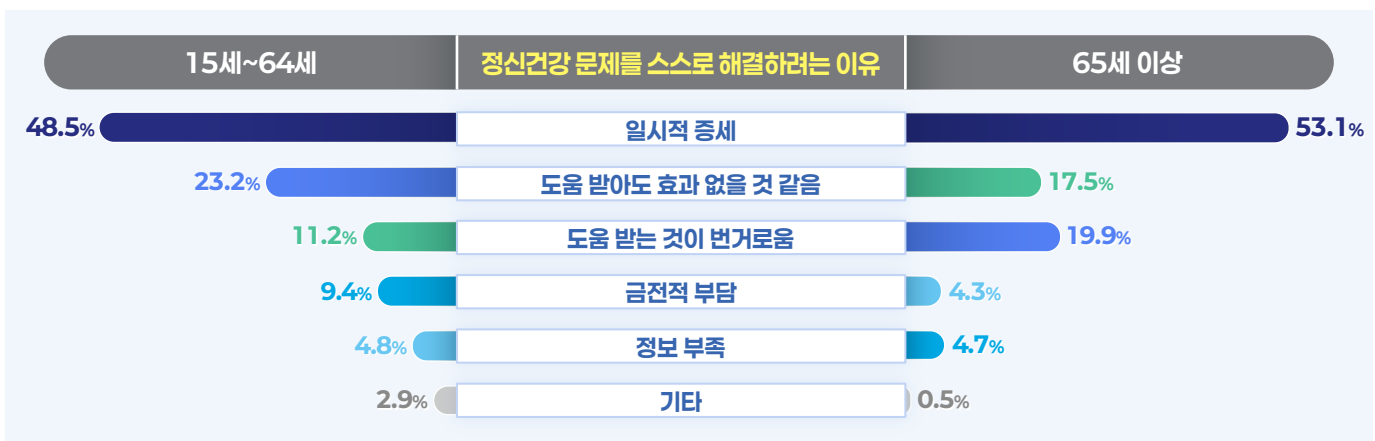 15세~64세 정신건강 문제를 스스로 해결하려는 이유 65세 이상
48.5% 일시적 증세 53.1%
23.2% 도움 받아도 효과 없을 것 같음 17.5%
11.2% 도움 받는 것이 번거로움 19.9%
9.4% 금전적 부담 4.3%
4.8% 정보 부족 4.7%
2.9% 기타 0.5%